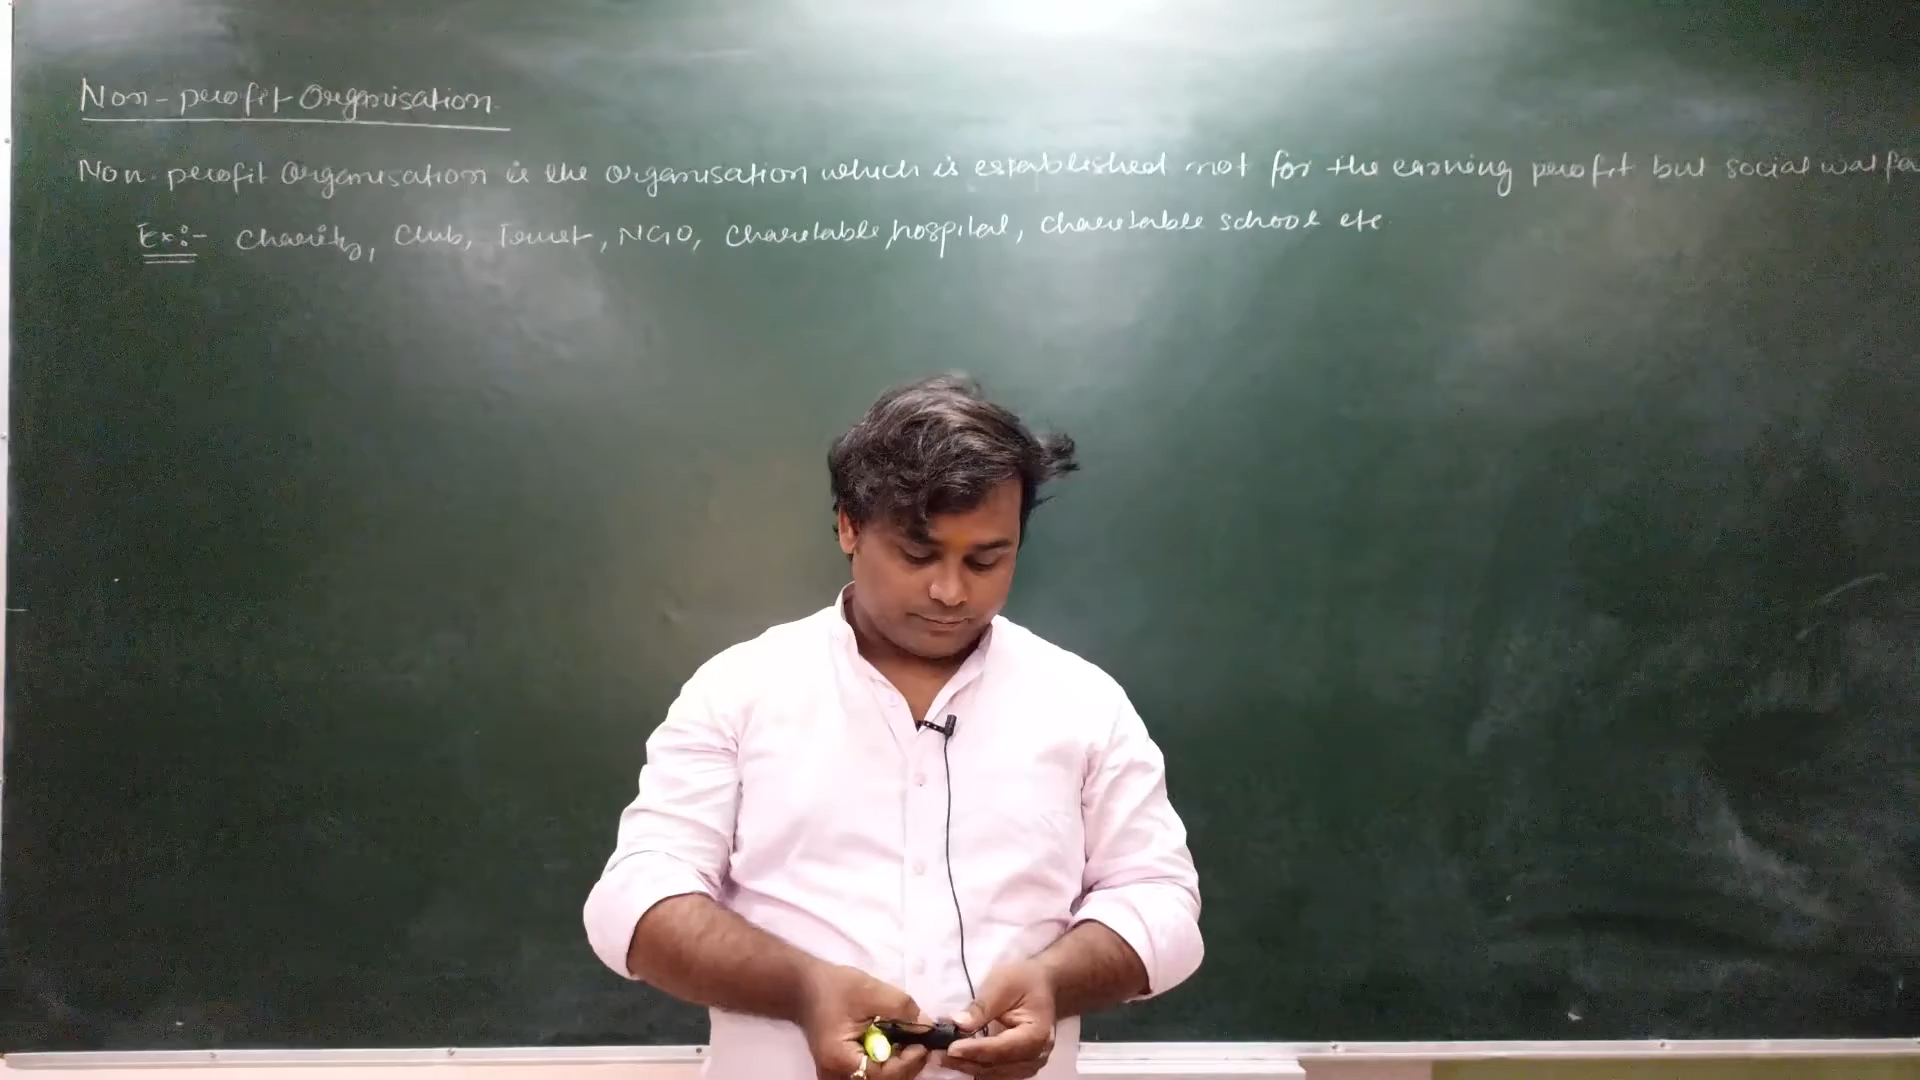 Non-profit Organisation
Non-profit Organisation is the organisation which is established not for the earning profit but social walfa
Ex:- Charity, Club, Trust, NGO, charitable hospital, charitable school etc